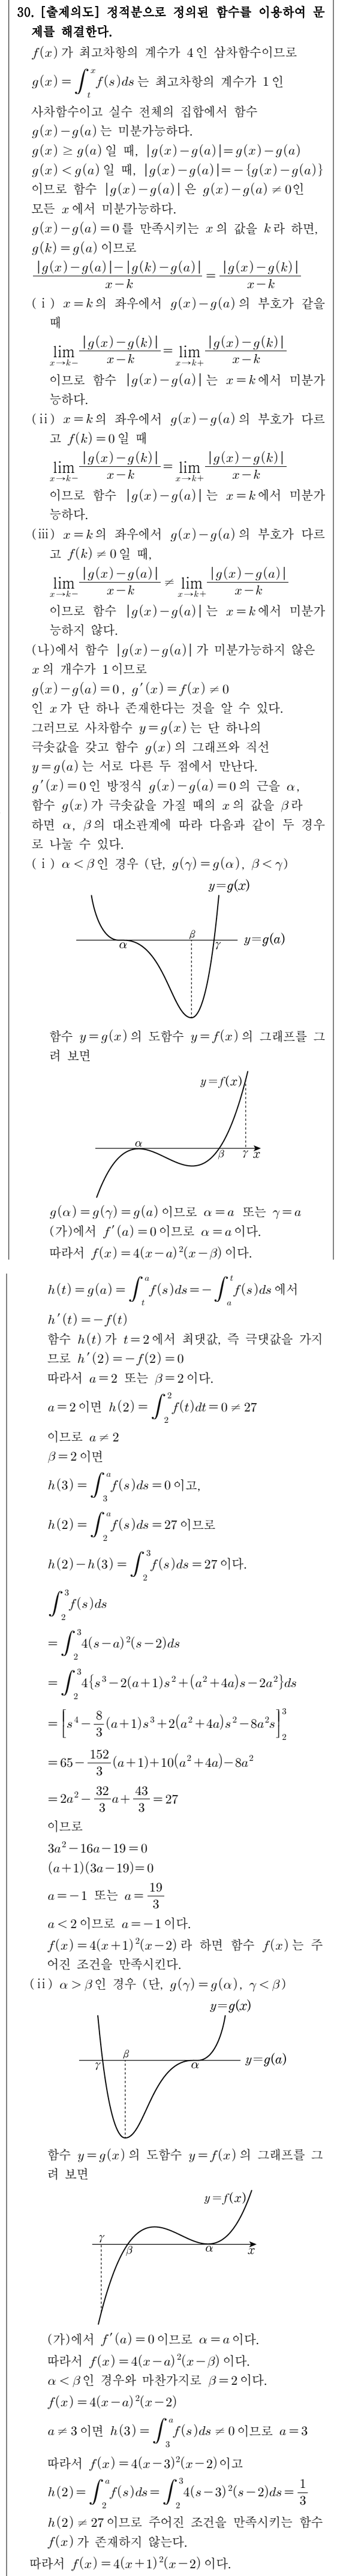 30. [출제의도] 정적분으로 정의된 함수를 이용하여 문
제를 해결한다.
f(x)가 최고차항의 계수가 4인 삼차함수이므로
g(x)=∫_t^x f(s)ds는 최고차항의 계수가 1인
사차함수이고 실수 전체의 집합에서 함수
g(x)-g(a)는 미분가능하다.
g(x)≥g(a)일 때, |g(x)-g(a)|=g(x)-g(a)
g(x)<g(a)일 때, |g(x)-g(a)|=-{g(x)-g(a)}
이므로 함수 |g(x)-g(a)|은 g(x)-g(a)≠0인
모든 x에서 미분가능하다.
g(x)-g(a)=0를 만족시키는 x의 값을 k라 하면,
g(k)=g(a)이므로
(|g(x)-g(a)|-|g(k)-g(a)|)/(x-k)=|g(x)-g(k)|/(x-k)
(ⅰ) x=k의 좌우에서 g(x)-g(a)의 부호가 같을
때
lim_{x→k-} |g(x)-g(k)|/(x-k)=lim_{x→k+} |g(x)-g(k)|/(x-k)
이므로 함수 |g(x)-g(a)|는 x=k에서 미분가
능하다.
(ⅱ) x=k의 좌우에서 g(x)-g(a)의 부호가 다르
고 f(k)=0일 때
lim_{x→k-} |g(x)-g(k)|/(x-k)=lim_{x→k+} |g(x)-g(k)|/(x-k)
이므로 함수 |g(x)-g(a)|는 x=k에서 미분가
능하다.
(ⅲ) x=k의 좌우에서 g(x)-g(a)의 부호가 다르
고 f(k)≠0일 때,
lim_{x→k-} |g(x)-g(k)|/(x-k)≠lim_{x→k+} |g(x)-g(k)|/(x-k)
이므로 함수 |g(x)-g(a)|는 x=k에서 미분가
능하지 않다.
(나)에서 함수 |g(x)-g(a)|가 미분가능하지 않은
x의 개수가 1이므로
g(x)-g(a)=0, g′(x)=f(x)≠0
인 x가 단 하나 존재한다는 것을 알 수 있다.
그러므로 사차함수 y=g(x)는 단 하나의
극솟값을 갖고 함수 g(x)의 그래프와 직선
y=g(a)는 서로 다른 두 점에서 만난다.
g′(x)=0인 방정식 g(x)-g(a)=0의 근을 α,
함수 g(x)가 극솟값을 가질 때의 x의 값을 β라
하면 α, β의 대소관계에 따라 다음과 같이 두 경우
로 나눌 수 있다.
(ⅰ) α<β인 경우 (단, g(γ)=g(α), β<γ)
y=g(x)
α β γ y=g(a)
함수 y=g(x)의 도함수 y=f(x)의 그래프를 그
려 보면
y=f(x)
α β γ x
g(α)=g(γ)=g(a)이므로 α=a 또는 γ=a
(가)에서 f′(a)=0이므로 α=a이다.
따라서 f(x)=4(x-a)²(x-β)이다.
h(t)=g(a)=∫_t^a f(s)ds=-∫_a^t f(s)ds에서
h′(t)=-f(t)
함수 h(t)가 t=2에서 최댓값, 즉 극댓값을 가지
므로 h′(2)=-f(2)=0
따라서 a=2 또는 β=2이다.
a=2이면 h(2)=∫_2^2 f(t)dt=0≠27
이므로 a≠2
β=2이면
h(3)=∫_3^a f(s)ds=0이고,
h(2)=∫_2^a f(s)ds=27이므로
h(2)-h(3)=∫_2^3 f(s)ds=27이다.
∫_2^3 f(s)ds
=∫_2^3 4(s-a)²(s-2)ds
=∫_2^3 4{s³-2(a+1)s²+(a²+4a)s-2a²}ds
=[s⁴-8/3(a+1)s³+2(a²+4a)s²-8a²s]_2^3
=65-152/3(a+1)+10(a²+4a)-8a²
=2a²-32/3a+43/3=27
이므로
3a²-16a-19=0
(a+1)(3a-19)=0
a=-1 또는 a=19/3
a<2이므로 a=-1이다.
f(x)=4(x+1)²(x-2)라 하면 함수 f(x)는 주
어진 조건을 만족시킨다.
(ⅱ) α>β인 경우 (단, g(γ)=g(α), γ<β)
y=g(x)
γ β α y=g(a)
함수 y=g(x)의 도함수 y=f(x)의 그래프를 그
려 보면
y=f(x)
γ β α x
(가)에서 f′(a)=0이므로 α=a이다.
따라서 f(x)=4(x-a)²(x-β)이다.
α<β인 경우와 마찬가지로 β=2이다.
f(x)=4(x-a)²(x-2)
a≠3이면 h(3)=∫_3^a f(s)ds≠0이므로 a=3
따라서 f(x)=4(x-3)²(x-2)이고
h(2)=∫_2^a f(s)ds=∫_2^3 4(s-3)²(s-2)ds=1/3
h(2)≠27이므로 주어진 조건을 만족시키는 함수
f(x)가 존재하지 않는다.
따라서 f(x)=4(x+1)²(x-2)이다.